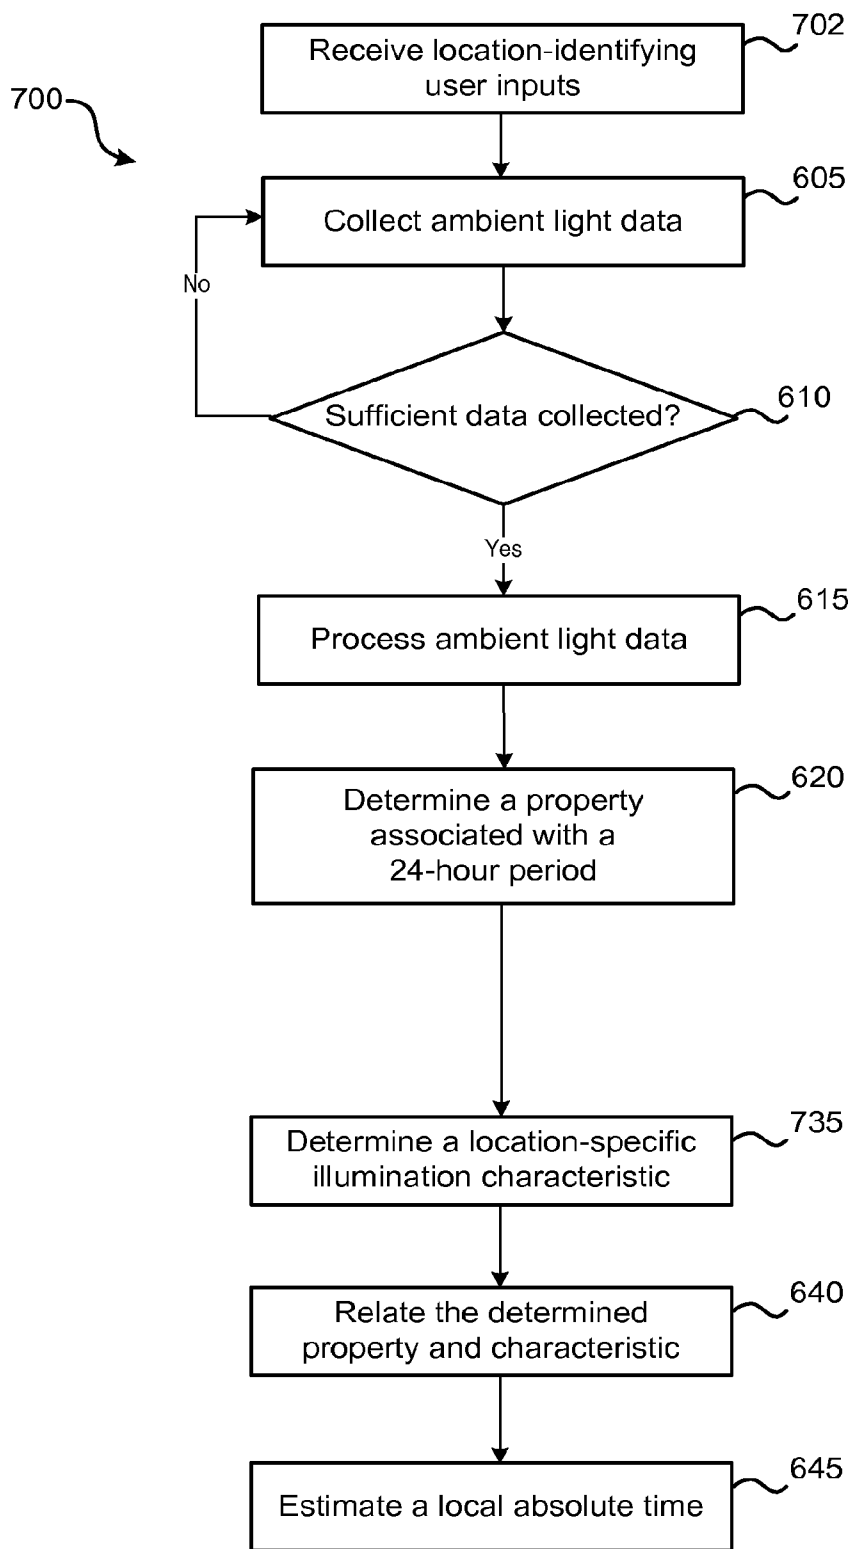 702
Receive location-identifying
user inputs
700
605
Collect ambient light data
No
Sufficient data collected?
610
Yes
615
Process ambient light data
620
Determine a property
associated with a
24-hour period
735
Determine a location-specific
illumination characteristic
640
Relate the determined
property and characteristic
645
Estimate a local absolute time